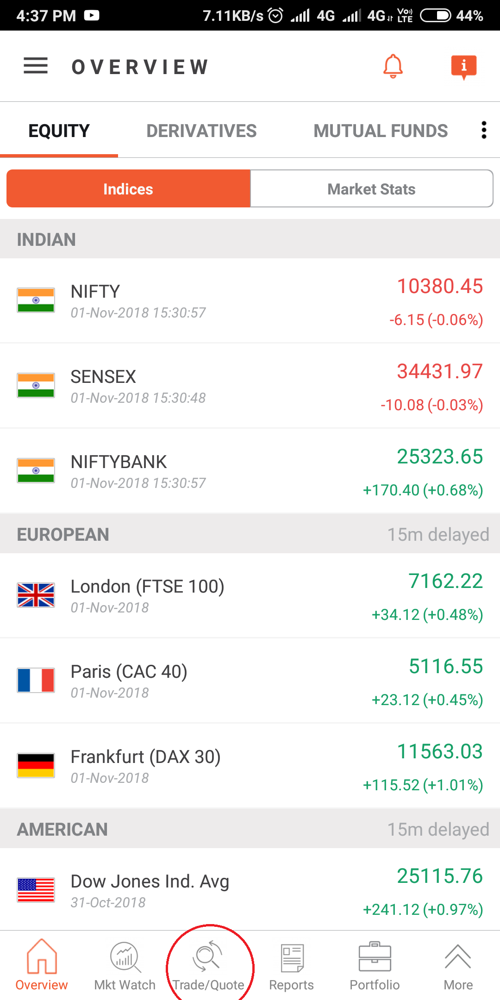 4:37 PM 7.11KB/s 4G 4G VoLTE 44%
OVERVIEW
EQUITY DERIVATIVES MUTUAL FUNDS
Indices Market Stats
INDIAN
NIFTY 10380.45
01-Nov-2018 15:30:57 -6.15 (-0.06%)
SENSEX 34431.97
01-Nov-2018 15:30:48 -10.08 (-0.03%)
NIFTYBANK 25323.65
01-Nov-2018 15:30:57 +170.40 (+0.68%)
EUROPEAN 15m delayed
London (FTSE 100) 7162.22
01-Nov-2018 +34.12 (+0.48%)
Paris (CAC 40) 5116.55
01-Nov-2018 +23.12 (+0.45%)
Frankfurt (DAX 30) 11563.03
01-Nov-2018 +115.52 (+1.01%)
AMERICAN 15m delayed
Dow Jones Ind. Avg 25115.76
31-Oct-2018 +241.12 (+0.97%)
Overview Mkt Watch Trade/Quote Reports Portfolio More